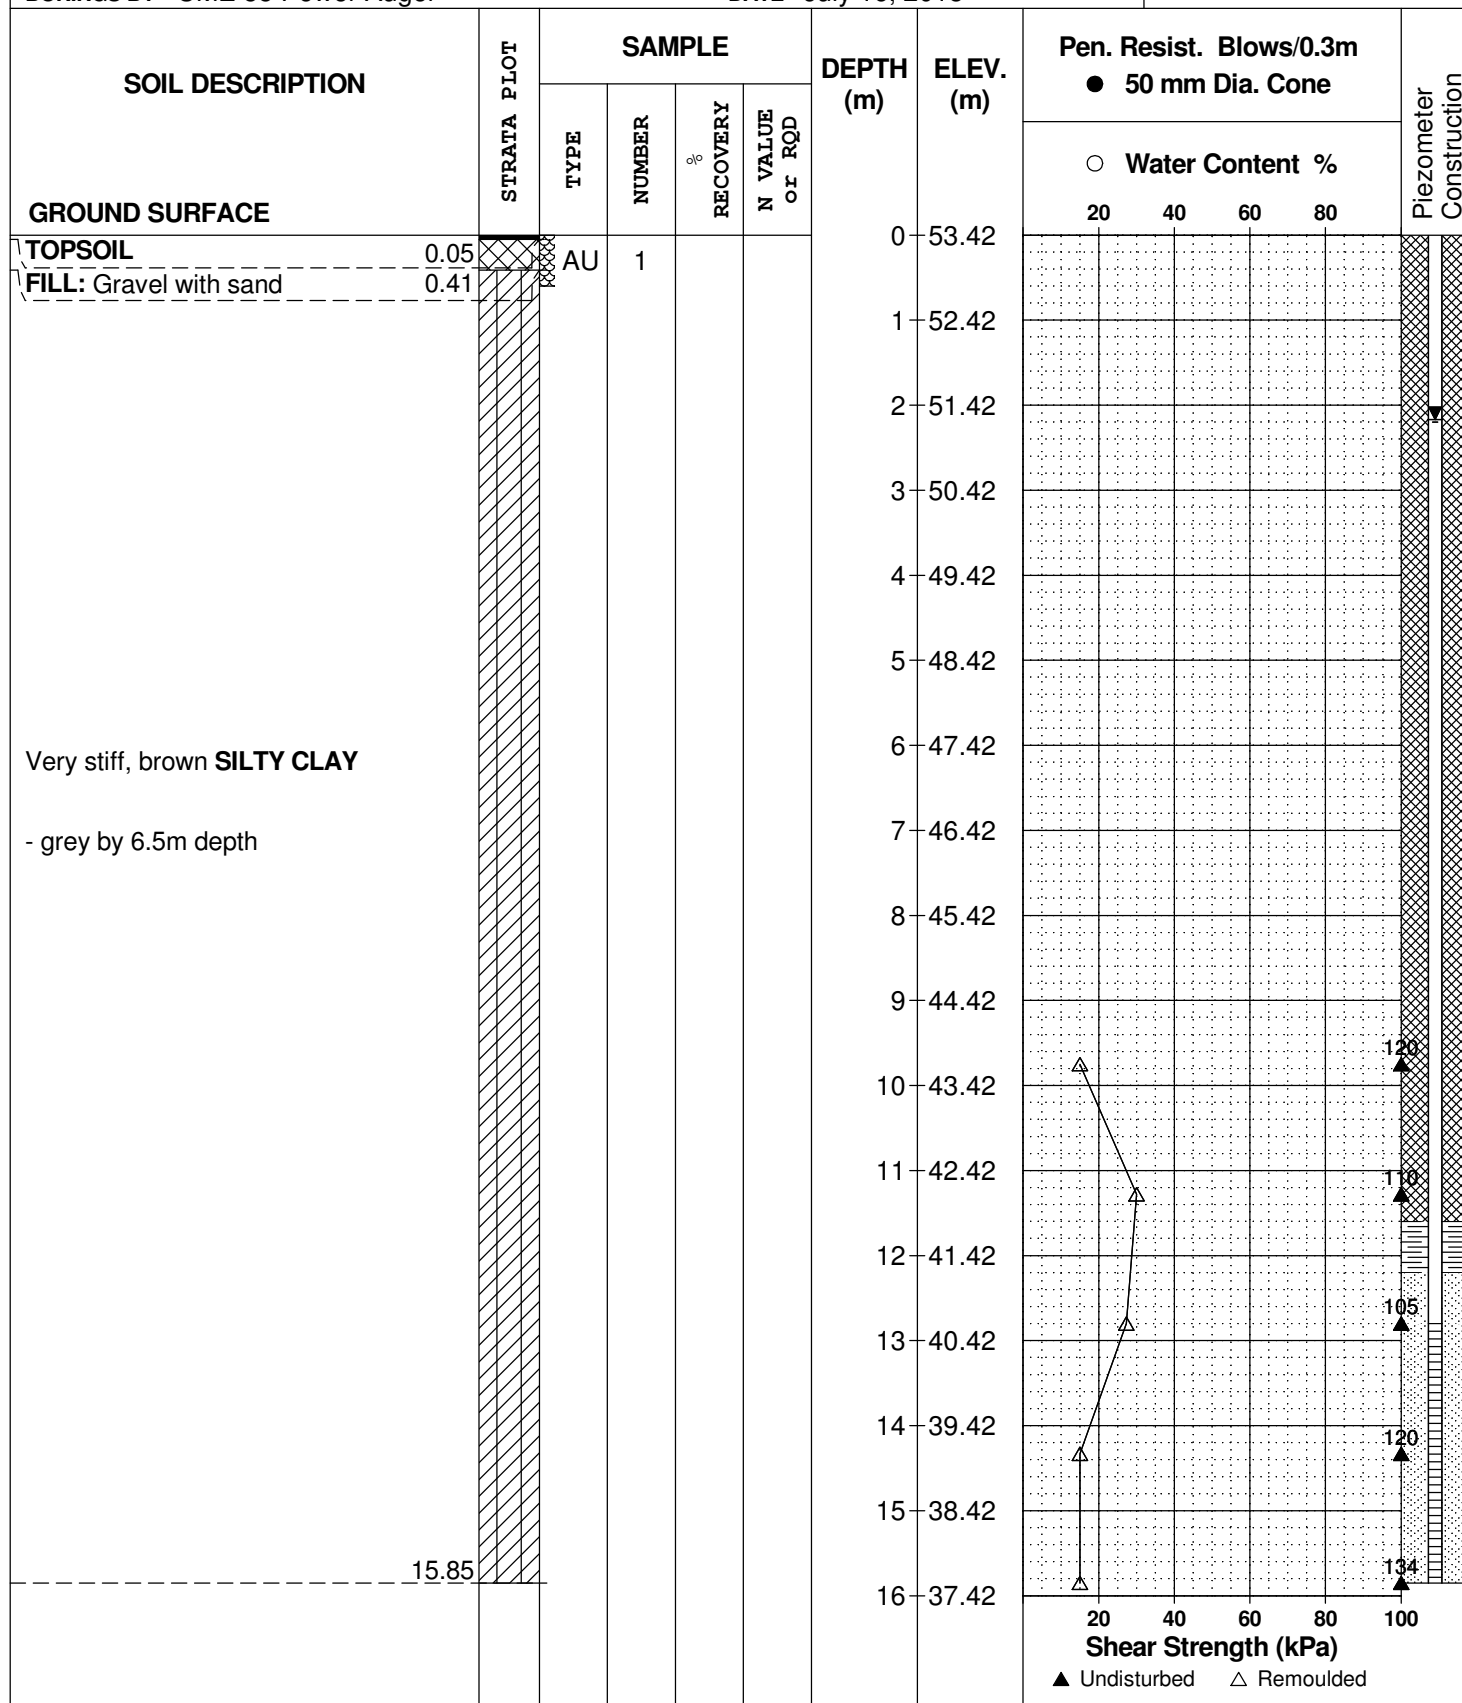 SOIL DESCRIPTION
GROUND SURFACE
STRATA PLOT
SAMPLE
TYPE
NUMBER
%
RECOVERY
N VALUE
or RQD
DEPTH
(m)
ELEV.
(m)
Pen. Resist. Blows/0.3m
● 50 mm Dia. Cone
○ Water Content %
20 40 60 80
Piezometer
Construction
TOPSOIL 0.05
FILL: Gravel with sand 0.41
AU 1
0 53.42
1 52.42
2 51.42
3 50.42
4 49.42
5 48.42
6 47.42
Very stiff, brown SILTY CLAY
- grey by 6.5m depth
7 46.42
8 45.42
9 44.42
120
10 43.42
11 42.42
110
12 41.42
105
13 40.42
14 39.42
120
15 38.42
15.85
134
16 37.42
20 40 60 80 100
Shear Strength (kPa)
▲ Undisturbed △ Remoulded